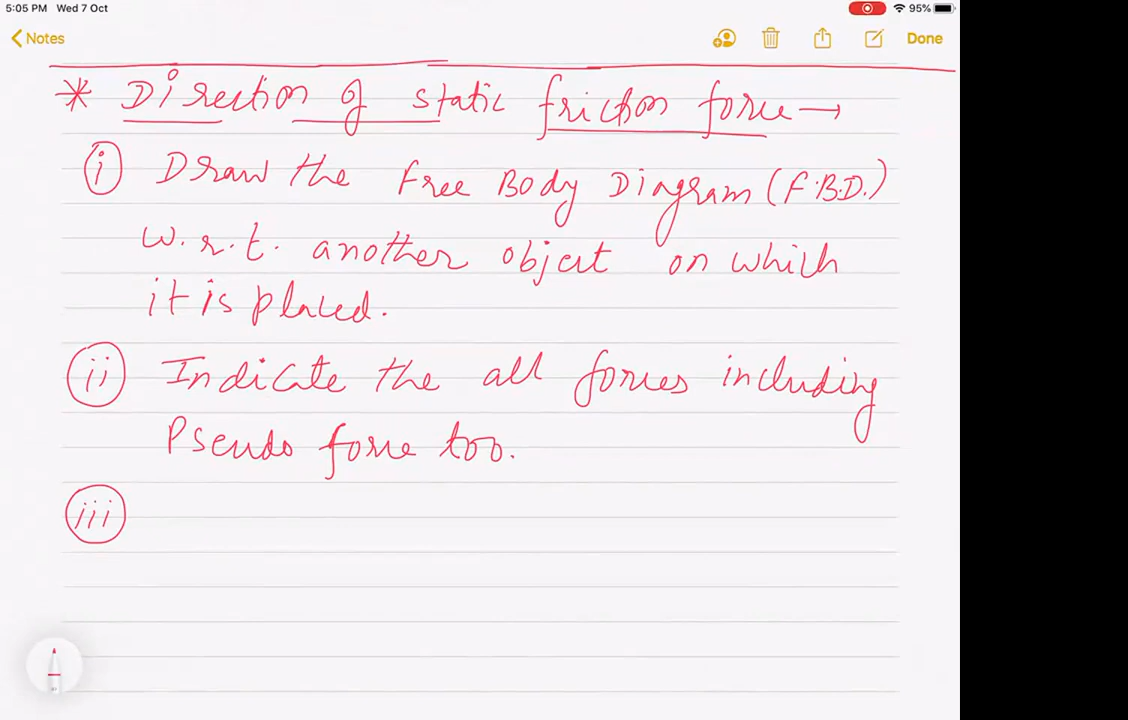 5:05 PM Wed 7 Oct 95%
Notes Done
* Direction of static friction force →
(i) Draw the Free Body Diagram (F.B.D.)
w.r.t. another object on which
it is placed.
(ii) Indicate the all forces including
Pseudo force too.
(iii)